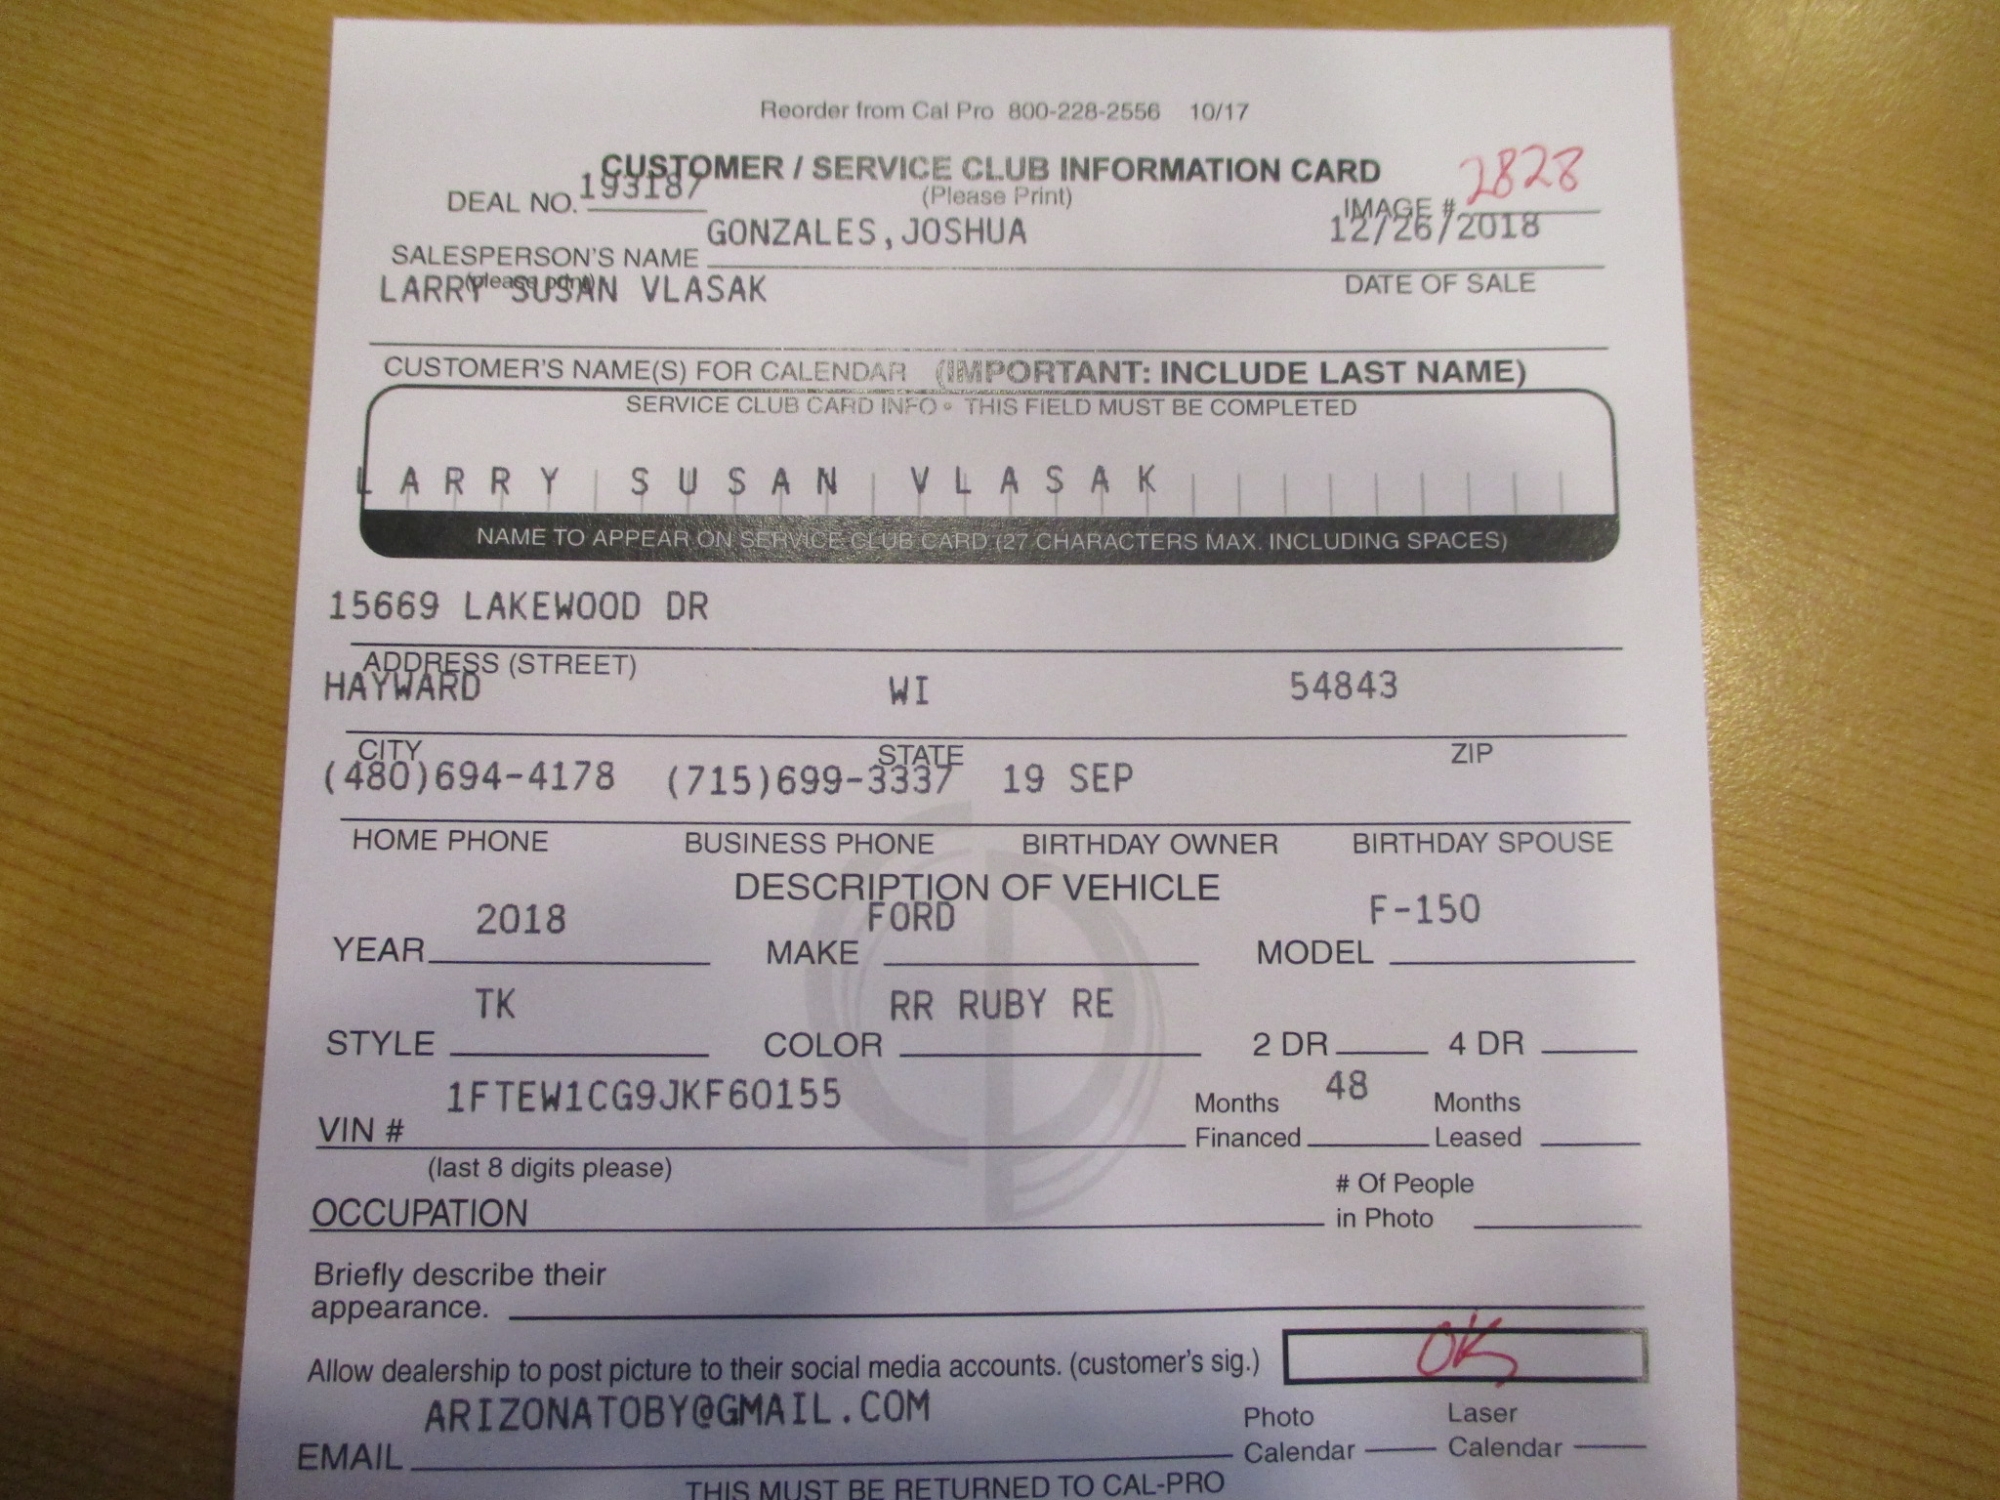 Reorder from Cal Pro 800-228-2556 10/17
CUSTOMER / SERVICE CLUB INFORMATION CARD
(Please Print)
DEAL NO. 193187
IMAGE # 2828
SALESPERSON'S NAME GONZALES,JOSHUA 12/26/2018
(please print) DATE OF SALE
LARRY SUSAN VLASAK
CUSTOMER'S NAME(S) FOR CALENDAR (IMPORTANT: INCLUDE LAST NAME)
SERVICE CLUB CARD INFO • THIS FIELD MUST BE COMPLETED
LARRY SUSAN VLASAK
NAME TO APPEAR ON SERVICE CLUB CARD (27 CHARACTERS MAX. INCLUDING SPACES)
15669 LAKEWOOD DR
ADDRESS (STREET)
HAYWARD WI 54843
CITY STATE ZIP
(480)694-4178 (715)699-3337 19 SEP
HOME PHONE BUSINESS PHONE BIRTHDAY OWNER BIRTHDAY SPOUSE
DESCRIPTION OF VEHICLE
2018 FORD F-150
YEAR MAKE MODEL
TK RR RUBY RE
STYLE COLOR 2 DR 4 DR
1FTEW1CG9JKF60155 48
VIN # Months Financed Months Leased
(last 8 digits please)
OCCUPATION # Of People in Photo
Briefly describe their
appearance.
Allow dealership to post picture to their social media accounts. (customer's sig.) OK
ARIZONATOBY@GMAIL.COM
EMAIL Photo Calendar Laser Calendar
THIS MUST BE RETURNED TO CAL-PRO